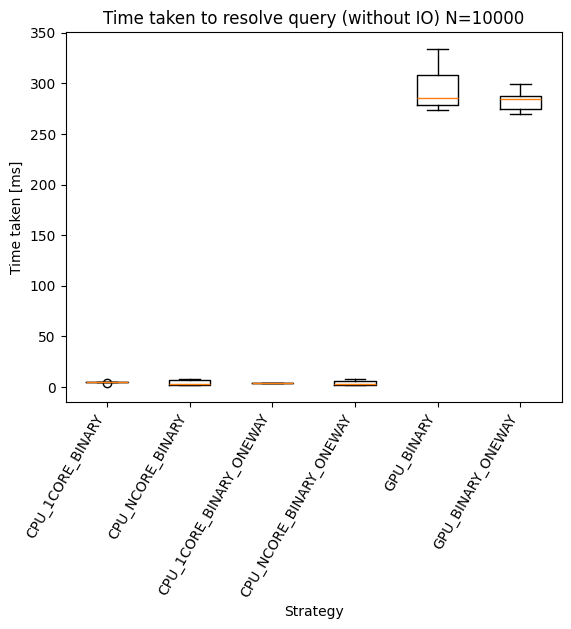 Time taken to resolve query (without IO) N=10000
Time taken [ms]
350
300
250
200
150
100
50
0
CPU_1CORE_BINARY
CPU_NCORE_BINARY
CPU_1CORE_BINARY_ONEWAY
CPU_NCORE_BINARY_ONEWAY
GPU_BINARY
GPU_BINARY_ONEWAY
Strategy